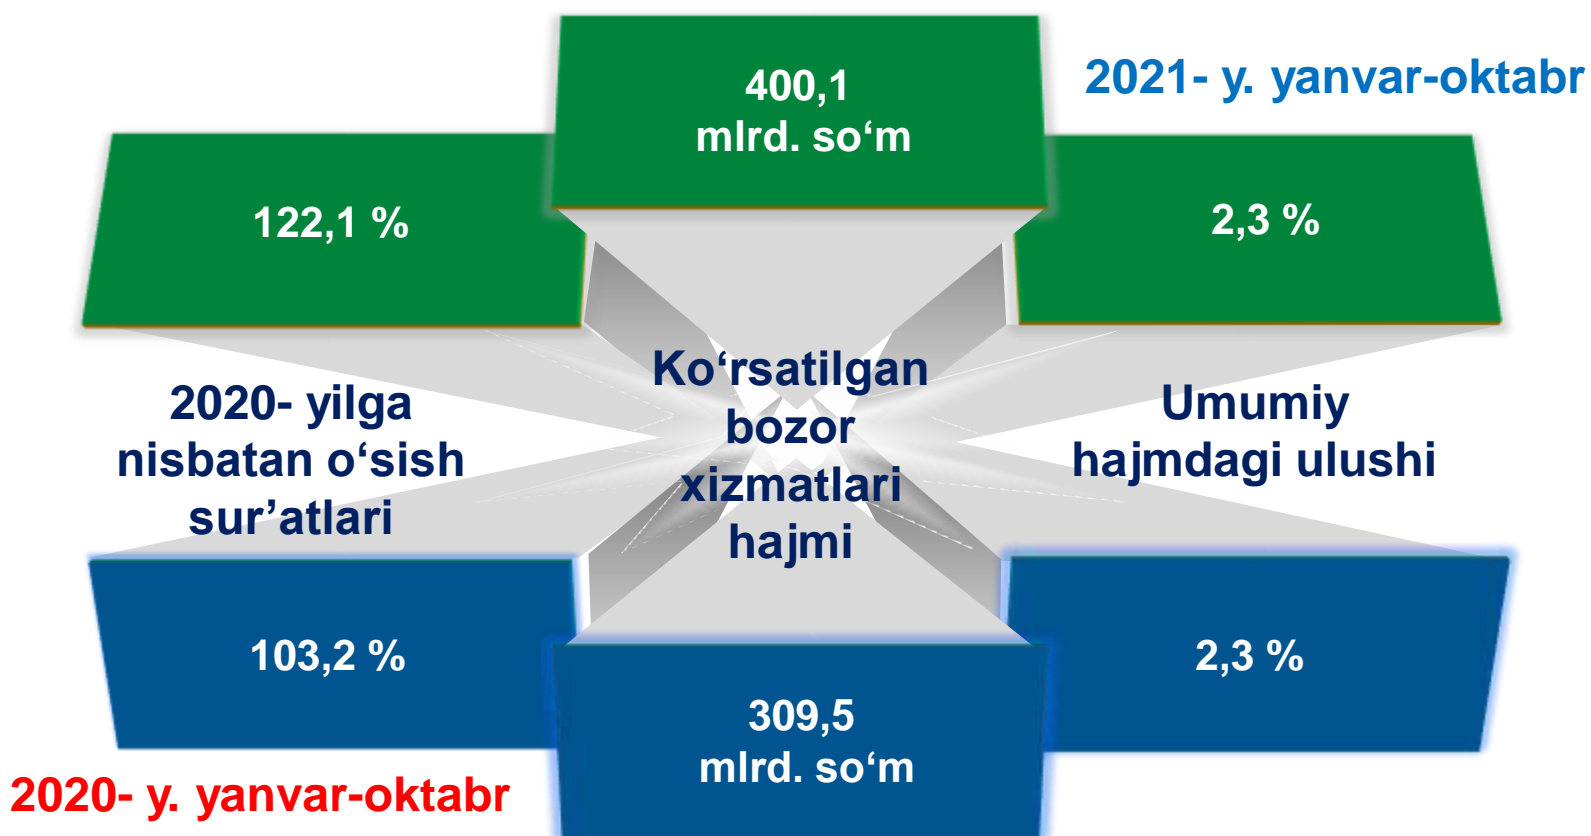 400,1
mlrd. so‘m
2021- y. yanvar-oktabr
122,1 %
2,3 %
2020- yilga
nisbatan o‘sish
sur’atlari
Ko‘rsatilgan
bozor
xizmatlari
hajmi
Umumiy
hajmdagi ulushi
103,2 %
309,5
mlrd. so‘m
2,3 %
2020- y. yanvar-oktabr